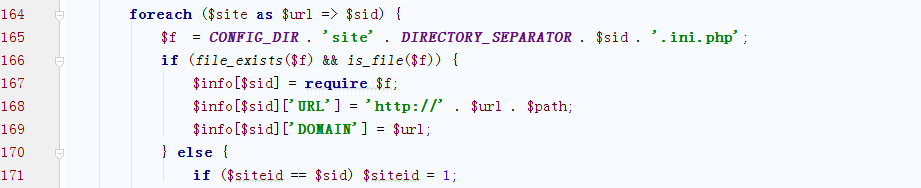 164 foreach ($site as $url => $sid) {
165 $f = CONFIG_DIR . 'site' . DIRECTORY_SEPARATOR . $sid . '.ini.php';
166 if (file_exists($f) && is_file($f)) {
167 $info[$sid] = require $f;
168 $info[$sid]['URL'] = 'http://' . $url . $path;
169 $info[$sid]['DOMAIN'] = $url;
170 } else {
171 if ($siteid == $sid) $siteid = 1;